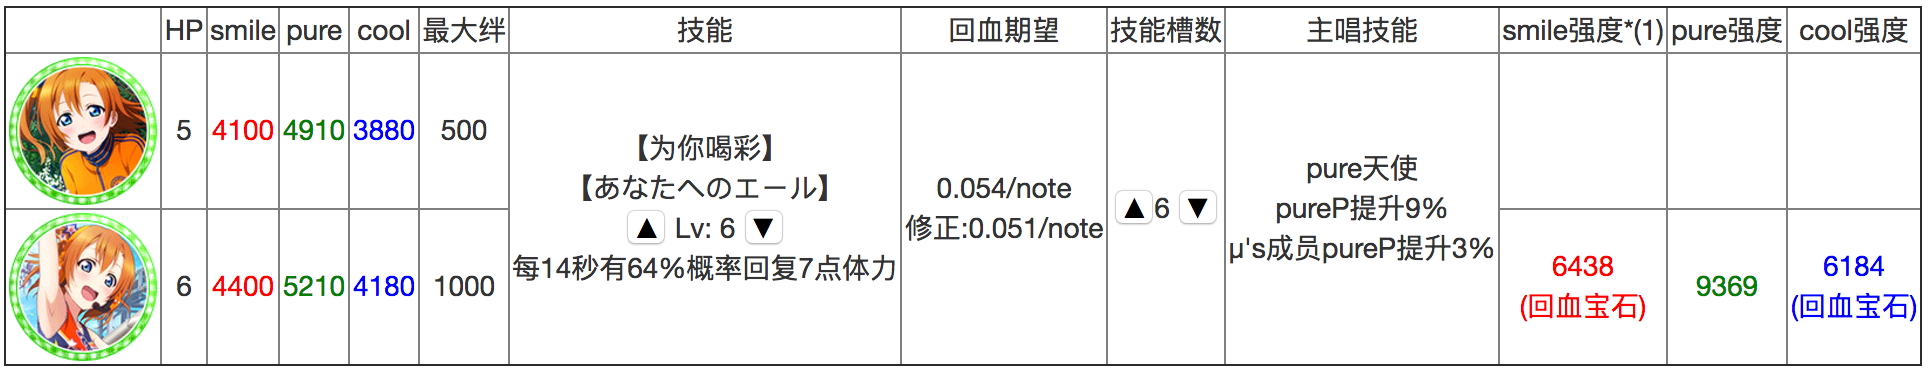 HP smile pure cool 最大绊 技能 回血期望 技能槽数 主唱技能 smile强度*(1) pure强度 cool强度
5 4100 4910 3880 500
【为你喝彩】
【あなたへのエール】
▲ Lv: 6 ▼
每14秒有64%概率回复7点体力
0.054/note
修正:0.051/note
▲6 ▼
pure天使
pureP提升9%
μ's成员pureP提升3%
6 4400 5210 4180 1000
6438
(回血宝石)
9369
6184
(回血宝石)